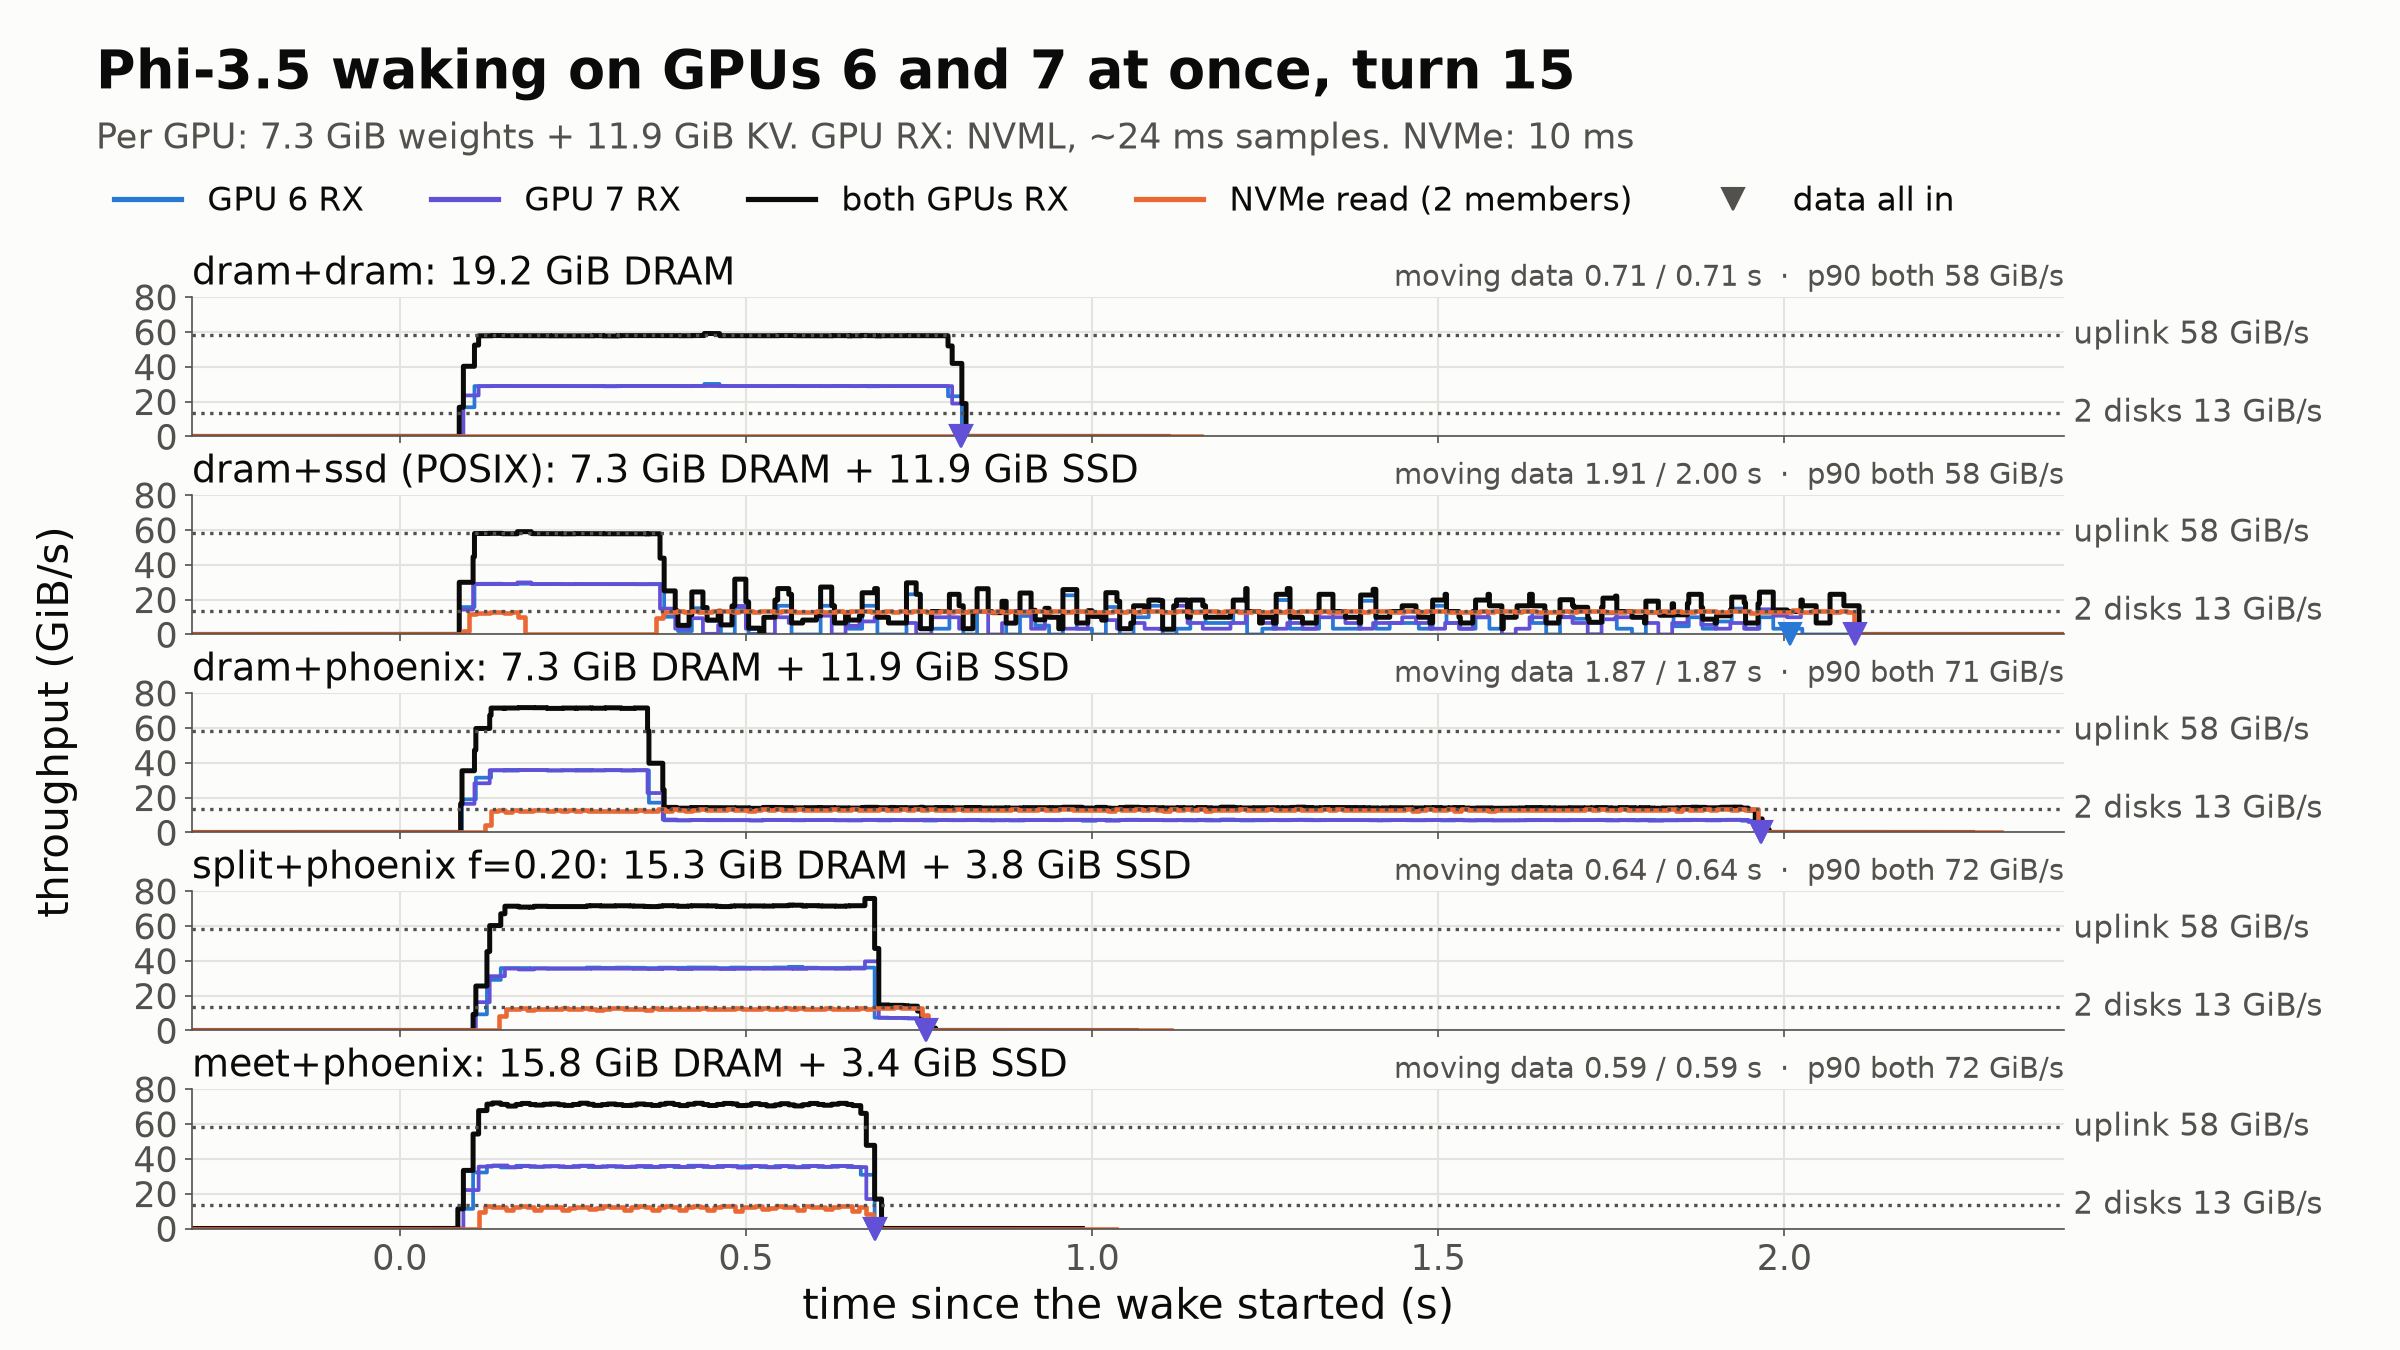 Phi-3.5 waking on GPUs 6 and 7 at once, turn 15
Per GPU: 7.3 GiB weights + 11.9 GiB KV. GPU RX: NVML, ~24 ms samples. NVMe: 10 ms
GPU 6 RX GPU 7 RX both GPUs RX NVMe read (2 members) data all in
dram+dram: 19.2 GiB DRAM moving data 0.71 / 0.71 s · p90 both 58 GiB/s
80
60 uplink 58 GiB/s
40
20 2 disks 13 GiB/s
0
dram+ssd (POSIX): 7.3 GiB DRAM + 11.9 GiB SSD moving data 1.91 / 2.00 s · p90 both 58 GiB/s
80
60 uplink 58 GiB/s
40
20 2 disks 13 GiB/s
0
dram+phoenix: 7.3 GiB DRAM + 11.9 GiB SSD moving data 1.87 / 1.87 s · p90 both 71 GiB/s
80
60 uplink 58 GiB/s
40
20 2 disks 13 GiB/s
0
split+phoenix f=0.20: 15.3 GiB DRAM + 3.8 GiB SSD moving data 0.64 / 0.64 s · p90 both 72 GiB/s
80
60 uplink 58 GiB/s
40
20 2 disks 13 GiB/s
0
meet+phoenix: 15.8 GiB DRAM + 3.4 GiB SSD moving data 0.59 / 0.59 s · p90 both 72 GiB/s
80
60 uplink 58 GiB/s
40
20 2 disks 13 GiB/s
0
0.0 0.5 1.0 1.5 2.0
time since the wake started (s)
throughput (GiB/s)